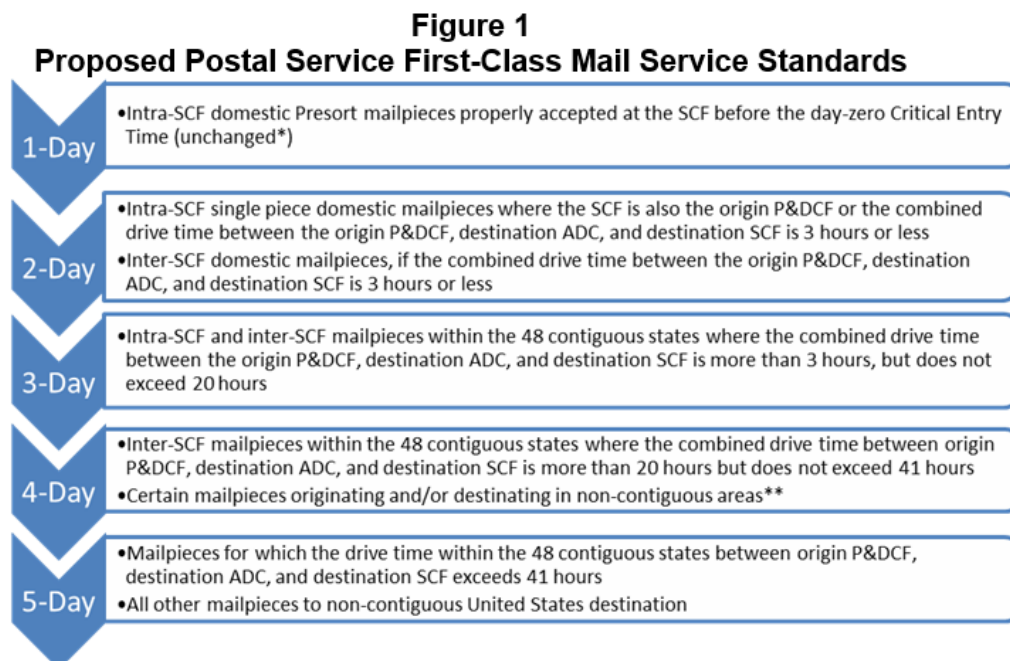 Figure 1
Proposed Postal Service First-Class Mail Service Standards
1-Day
•Intra-SCF domestic Presort mailpieces properly accepted at the SCF before the day-zero Critical Entry
Time (unchanged*)
2-Day
•Intra-SCF single piece domestic mailpieces where the SCF is also the origin P&DCF or the combined
drive time between the origin P&DCF, destination ADC, and destination SCF is 3 hours or less
•Inter-SCF domestic mailpieces, if the combined drive time between the origin P&DCF, destination
ADC, and destination SCF is 3 hours or less
3-Day
•Intra-SCF and inter-SCF mailpieces within the 48 contiguous states where the combined drive time
between the origin P&DCF, destination ADC, and destination SCF is more than 3 hours, but does not
exceed 20 hours
4-Day
•Inter-SCF mailpieces within the 48 contiguous states where the combined drive time between origin
P&DCF, destination ADC, and destination SCF is more than 20 hours but does not exceed 41 hours
•Certain mailpieces originating and/or destinating in non-contiguous areas**
5-Day
•Mailpieces for which the drive time within the 48 contiguous states between origin P&DCF,
destination ADC, and destination SCF exceeds 41 hours
•All other mailpieces to non-contiguous United States destination